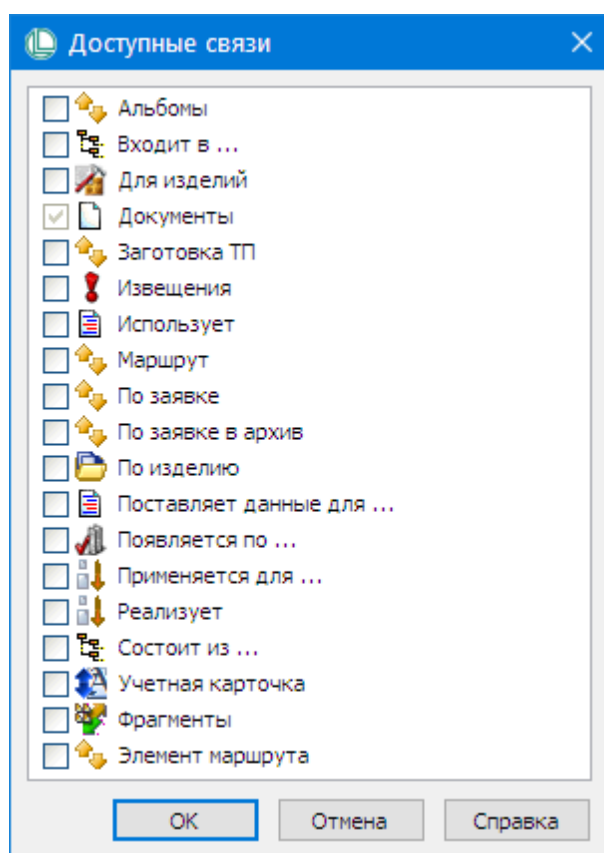 Доступные связи
Альбомы
Входит в ...
Для изделий
Документы
Заготовка ТП
Извещения
Использует
Маршрут
По заявке
По заявке в архив
По изделию
Поставляет данные для ...
Появляется по ...
Применяется для ...
Реализует
Состоит из ...
Учетная карточка
Фрагменты
Элемент маршрута
ОК Отмена Справка